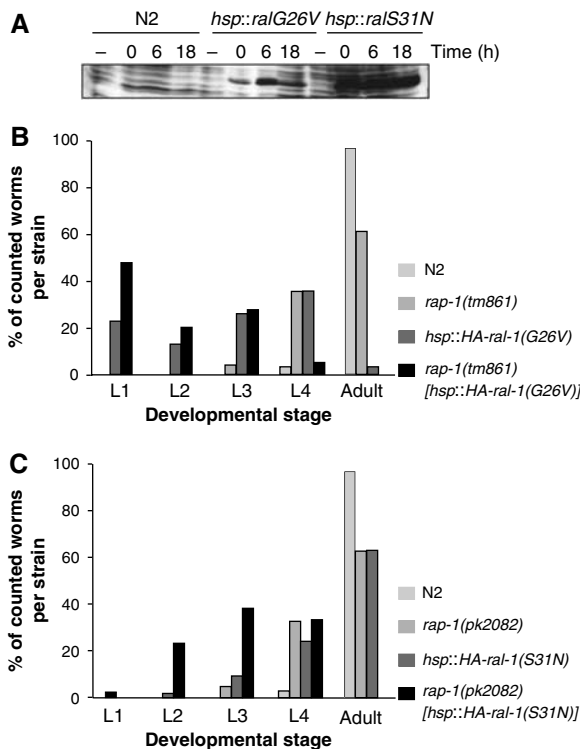 A
N2 hsp::ralG26V hsp::ralS31N
– 0 6 18 – 0 6 18 – 0 6 18 Time (h)
B
% of counted worms
per strain
100
80
60
40
20
0
L1 L2 L3 L4 Adult
Developmental stage
N2
rap-1(tm861)
hsp::HA-ral-1(G26V)
rap-1(tm861)
[hsp::HA-ral-1(G26V)]
C
% of counted worms
per strain
100
80
60
40
20
0
L1 L2 L3 L4 Adult
Developmental stage
N2
rap-1(pk2082)
hsp::HA-ral-1(S31N)
rap-1(pk2082)
[hsp::HA-ral-1(S31N)]